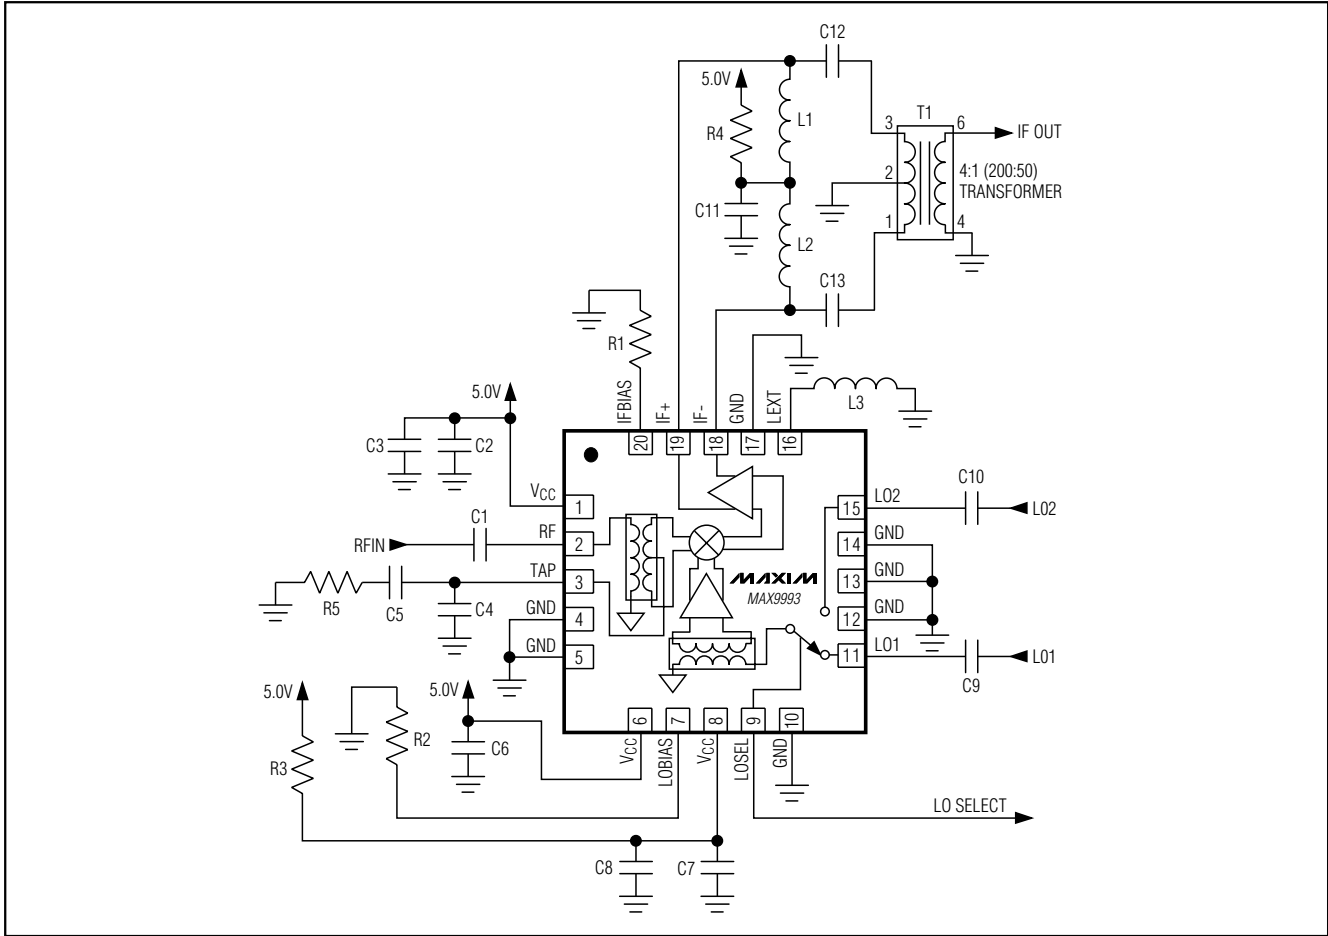 C12
5.0V
T1
L1
3
6
IF OUT
R4
2
4:1 (200:50)
TRANSFORMER
C11
1
4
L2
C13
R1
5.0V
IFBIAS
IF+
IF-
GND
LEXT
L3
C3
C2
20
19
18
17
16
VCC
1
C10
LO2
15
LO2
C1
RF
2
RFIN
GND
14
TAP
3
MAXIM
GND
13
R5
C5
C4
MAX9993
GND
4
GND
12
GND
5
LO1
11
LO1
C9
5.0V
5.0V
6
7
8
9
10
R2
C6
R3
VCC
LOBIAS
VCC
LOSEL
GND
LO SELECT
C8
C7